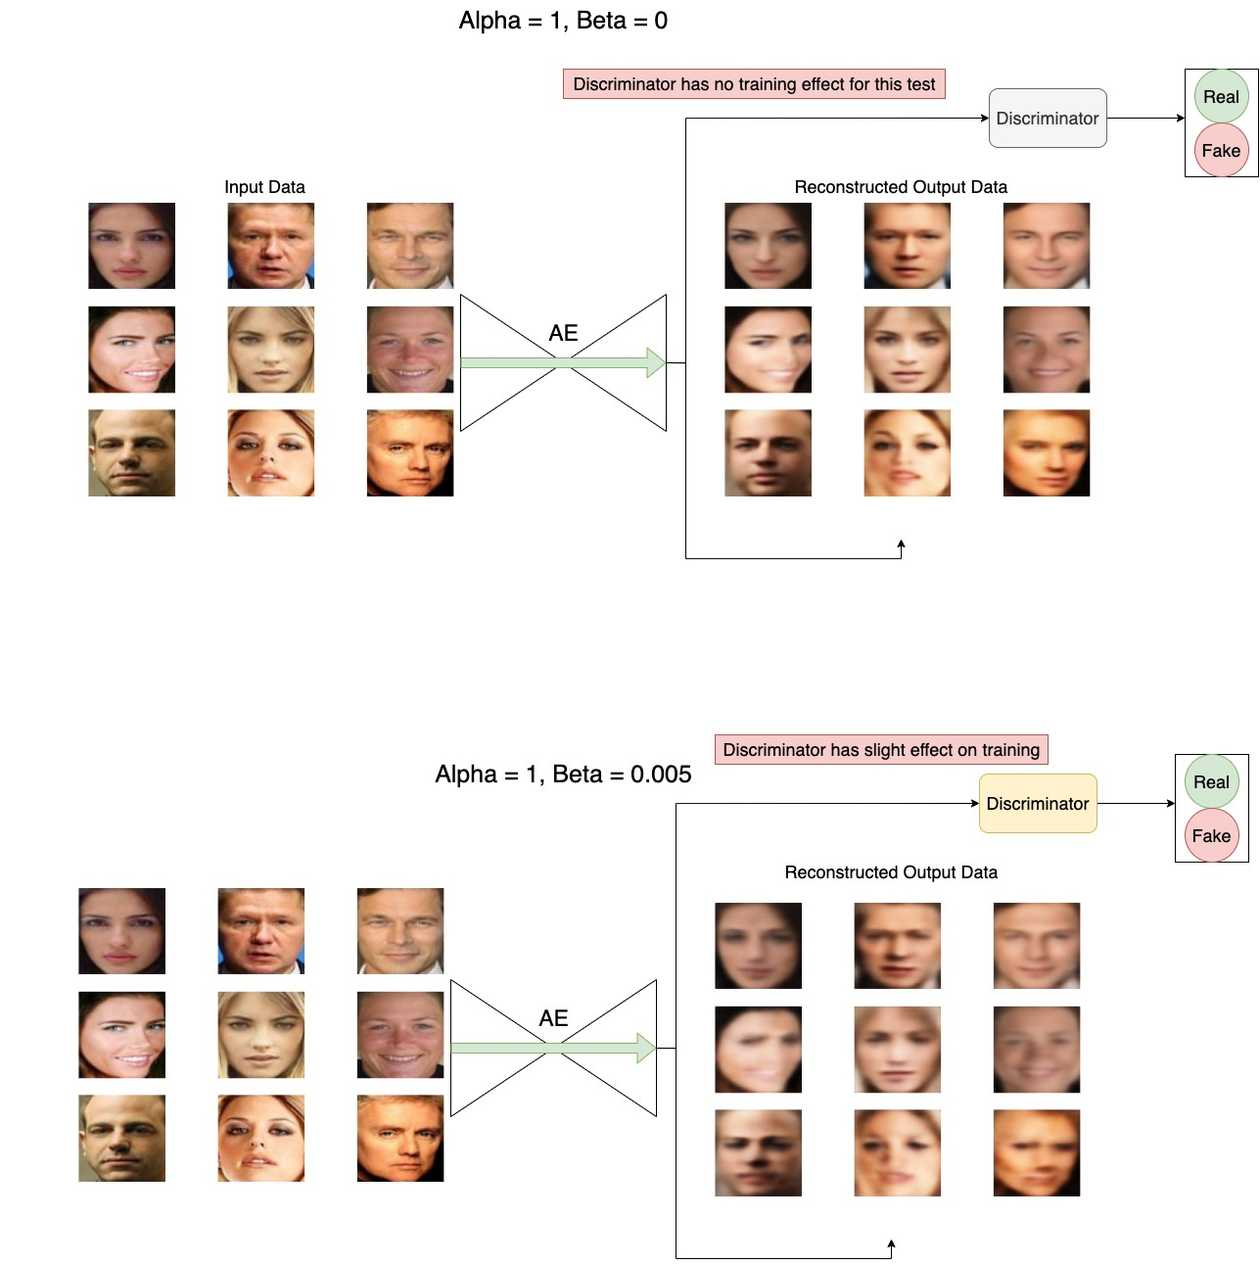 Alpha = 1, Beta = 0
Discriminator has no training effect for this test
Discriminator
Real
Fake
Input Data
Reconstructed Output Data
AE
Discriminator has slight effect on training
Alpha = 1, Beta = 0.005
Discriminator
Real
Fake
Reconstructed Output Data
AE